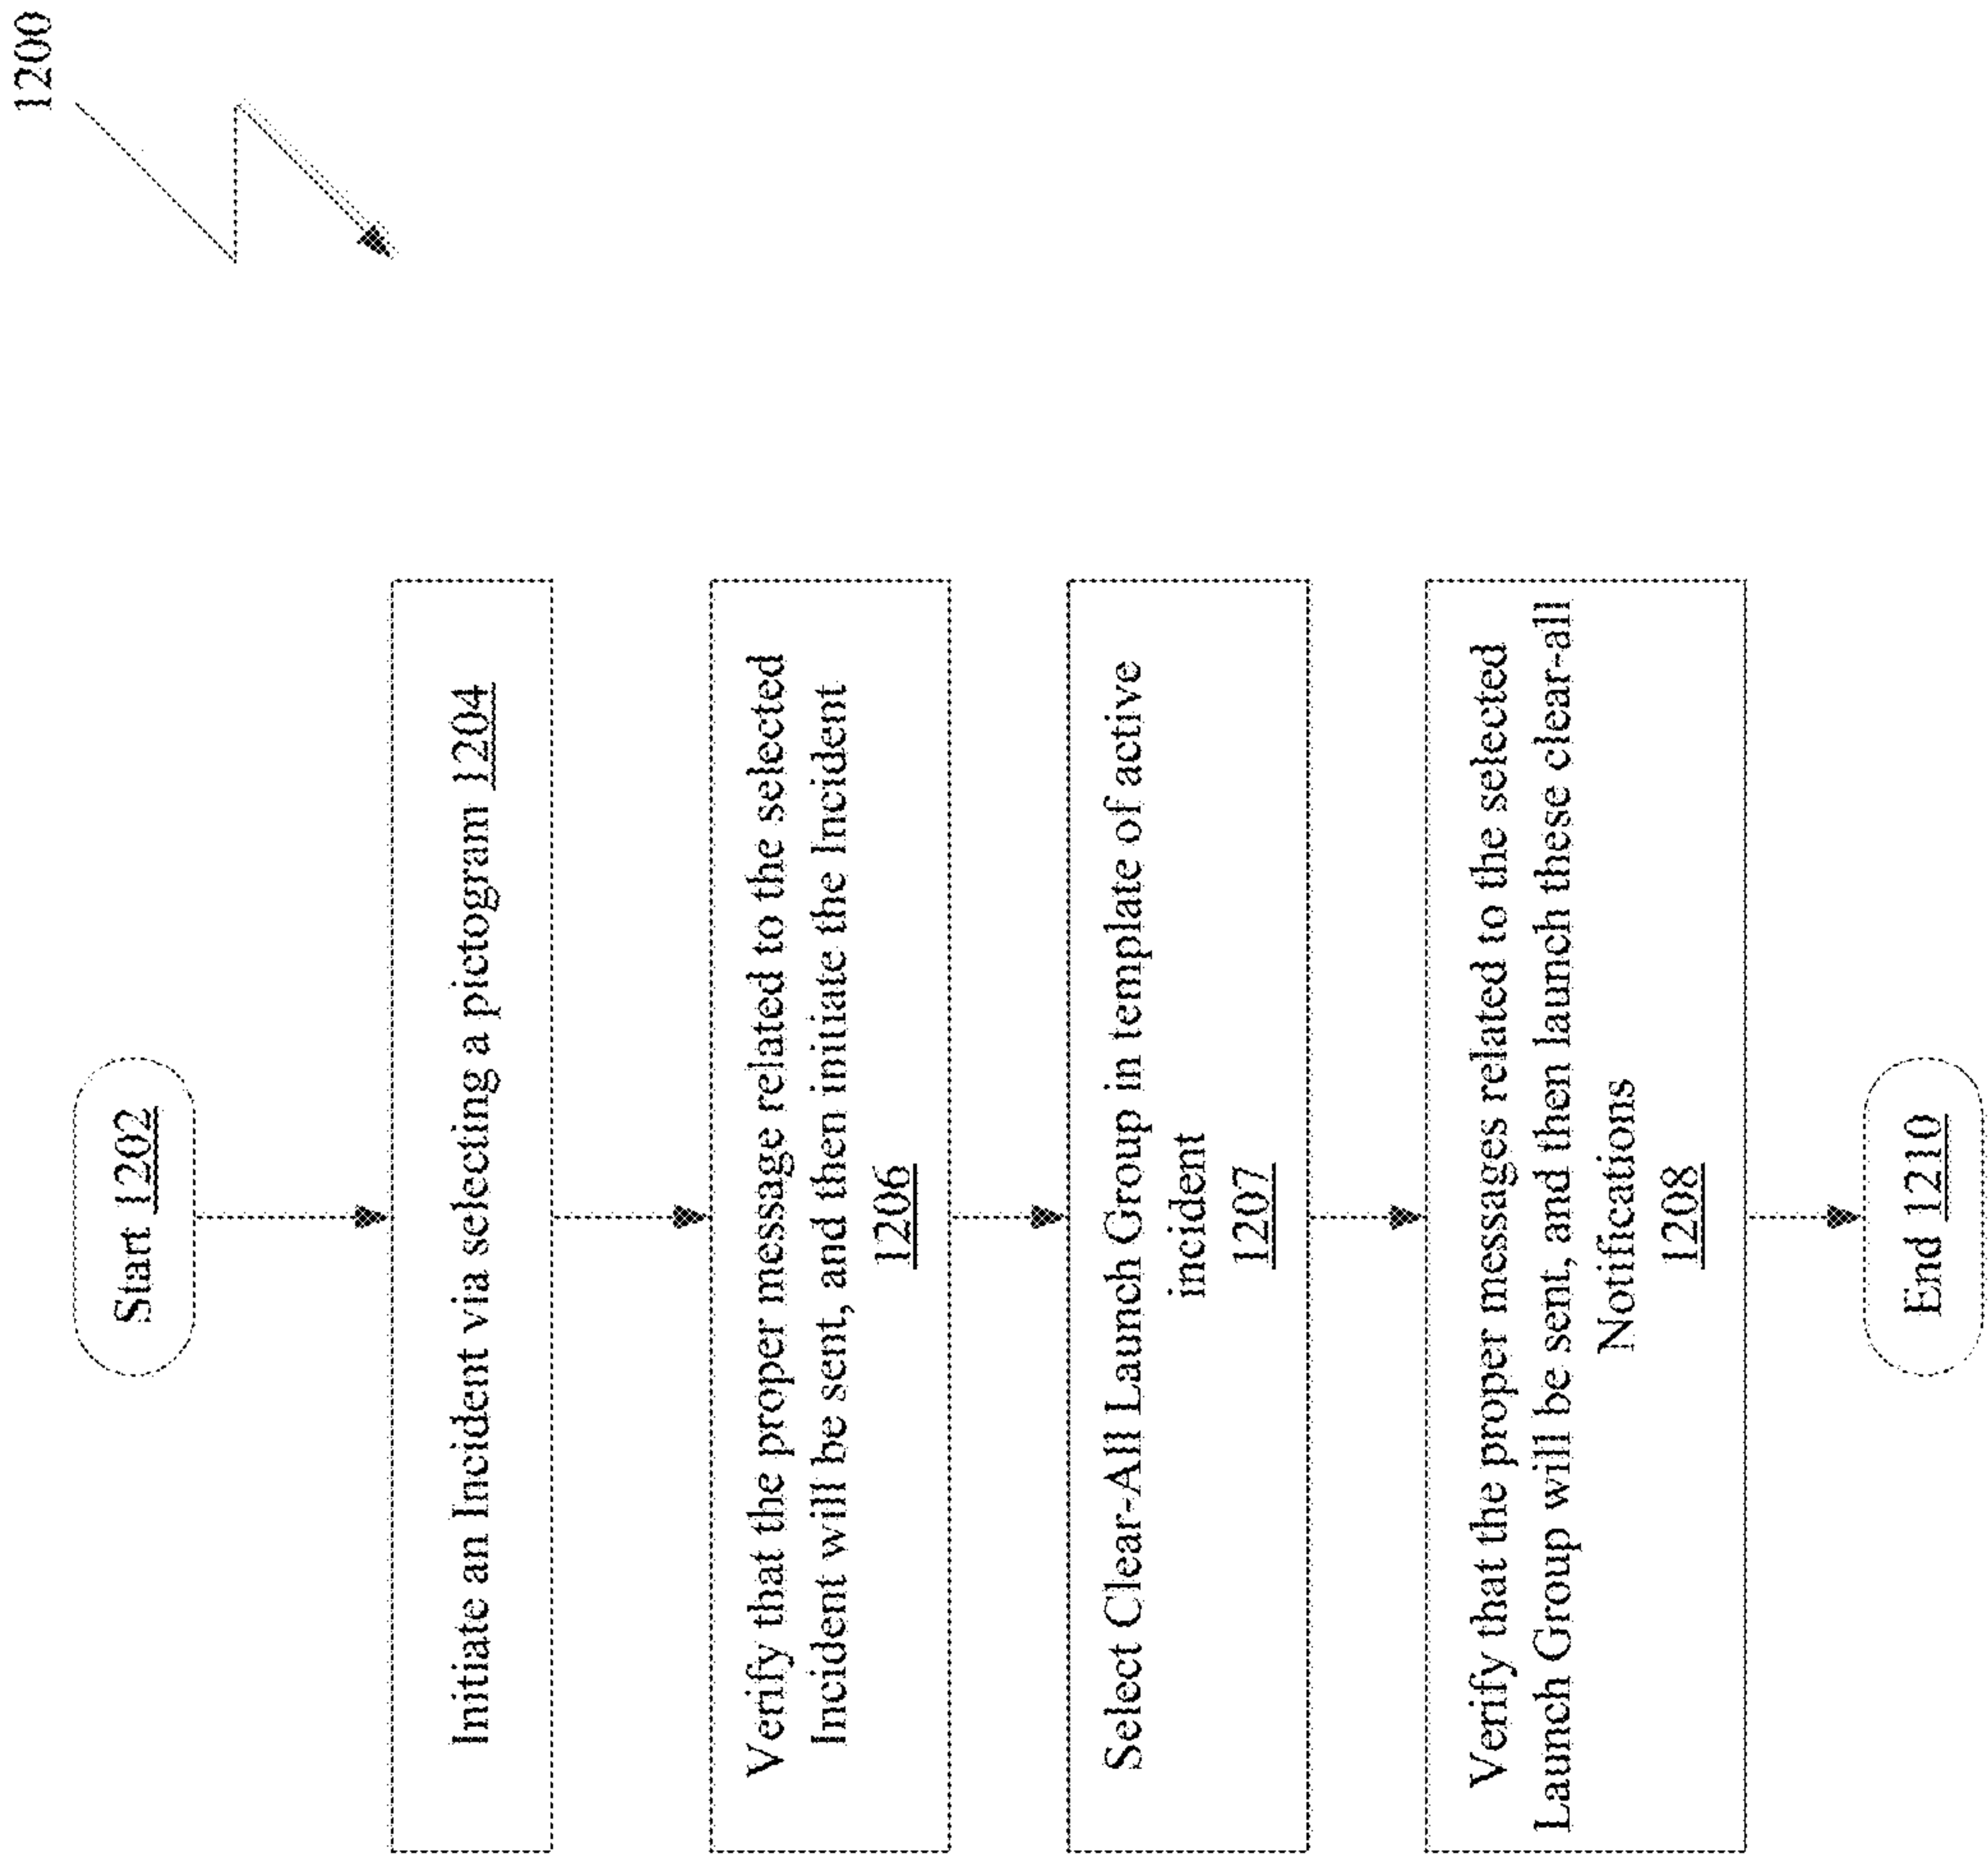 1200
Start 1202
Initiate an Incident via selecting a pictogram 1204
Verify that the proper message related to the selected
Incident will be sent, and then initiate the Incident
1206
Select Clear-All Launch Group in template of active
incident
1207
Verify that the proper messages related to the selected
Launch Group will be sent, and then launch these clear-all
Notifications
1208
End 1210